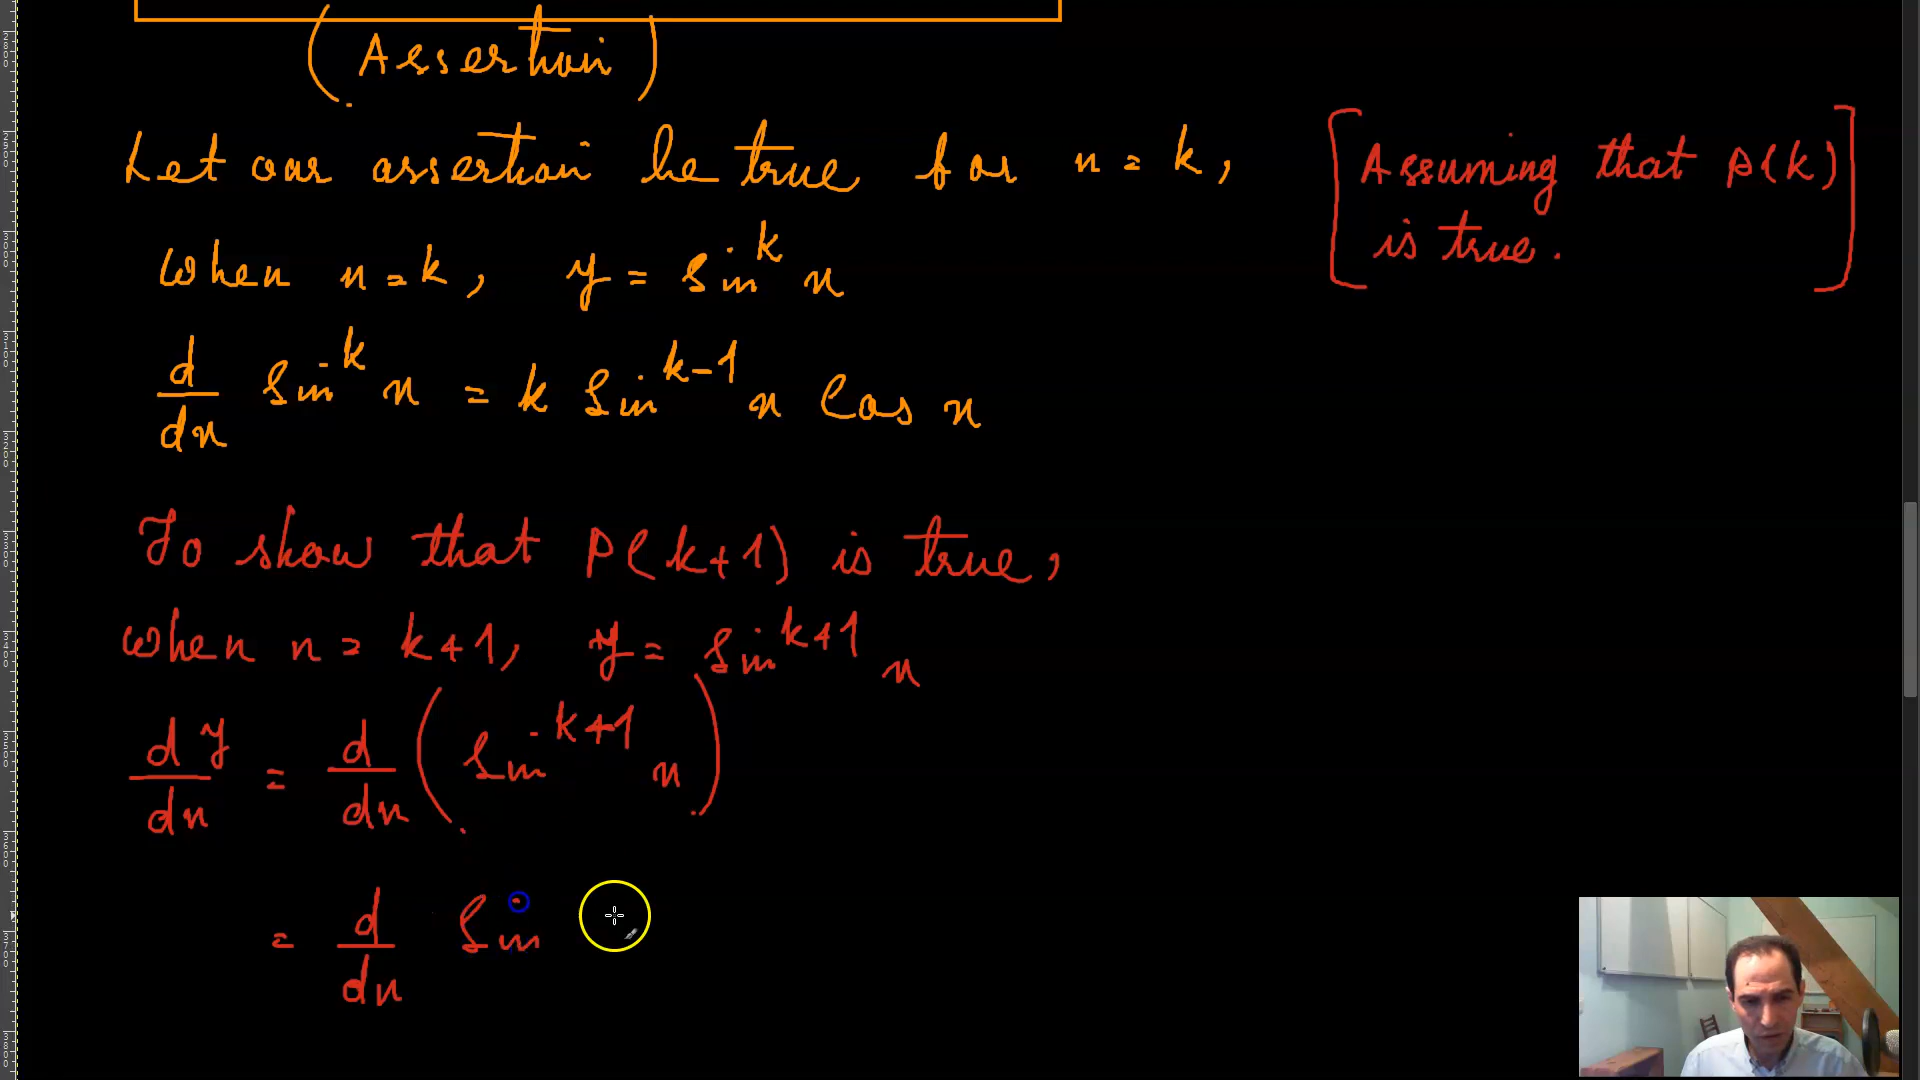 (Assertion)
Let our assertion be true for n = k,
[Assuming that P(k)
is true.]
when n = k, y = sin^k x
d/dx sin^k x = k sin^{k-1} x cos x
To show that P(k+1) is true,
when n = k+1, y = sin^{k+1} x
dy/dx = d/dx (sin^{k+1} x)
= d/dx sin